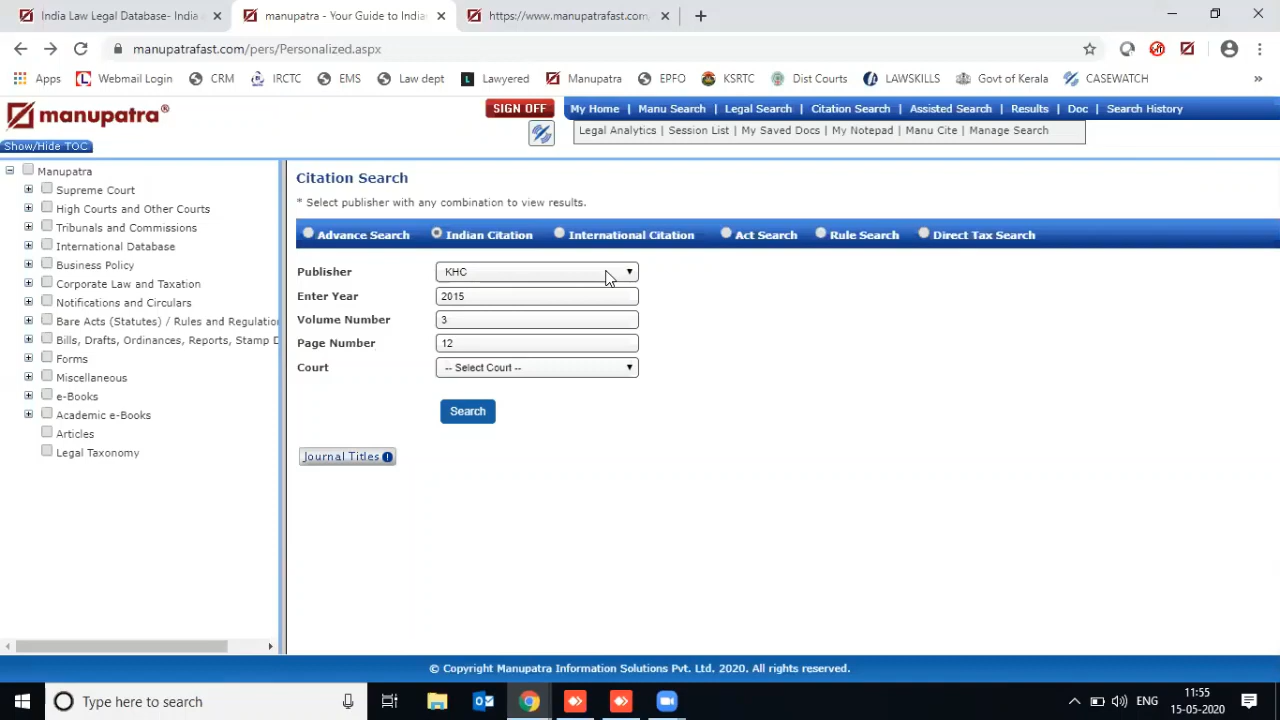 India Law Legal Database- India
manupatra - Your Guide to India
https://www.manupatrafast.com/
manupatrafast.com/pers/Personalized.aspx
Apps Webmail Login CRM IRCTC EMS Law dept Lawyered Manupatra EPFO KSRTC Dist Courts LAWSKILLS Govt of Kerala CASEWATCH »
manupatra®
SIGN OFF
My Home | Manu Search | Legal Search | Citation Search | Assisted Search | Results | Doc | Search History
Legal Analytics | Session List | My Saved Docs | My Notepad | Manu Cite | Manage Search
Show/Hide TOC
Manupatra
Supreme Court
High Courts and Other Courts
Tribunals and Commissions
International Database
Business Policy
Corporate Law and Taxation
Notifications and Circulars
Bare Acts (Statutes) / Rules and Regulation
Bills, Drafts, Ordinances, Reports, Stamp D
Forms
Miscellaneous
e-Books
Academic e-Books
Articles
Legal Taxonomy
Citation Search
* Select publisher with any combination to view results.
Advance Search Indian Citation International Citation Act Search Rule Search Direct Tax Search
Publisher KHC
Enter Year 2015
Volume Number 3
Page Number 12
Court -- Select Court --
Search
Journal Titles
© Copyright Manupatra Information Solutions Pvt. Ltd. 2020. All rights reserved.
Type here to search
ENG
11:55
15-05-2020